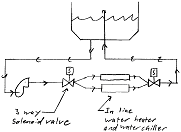 3 way
Solenoid valve
In line
water heater
and water chiller